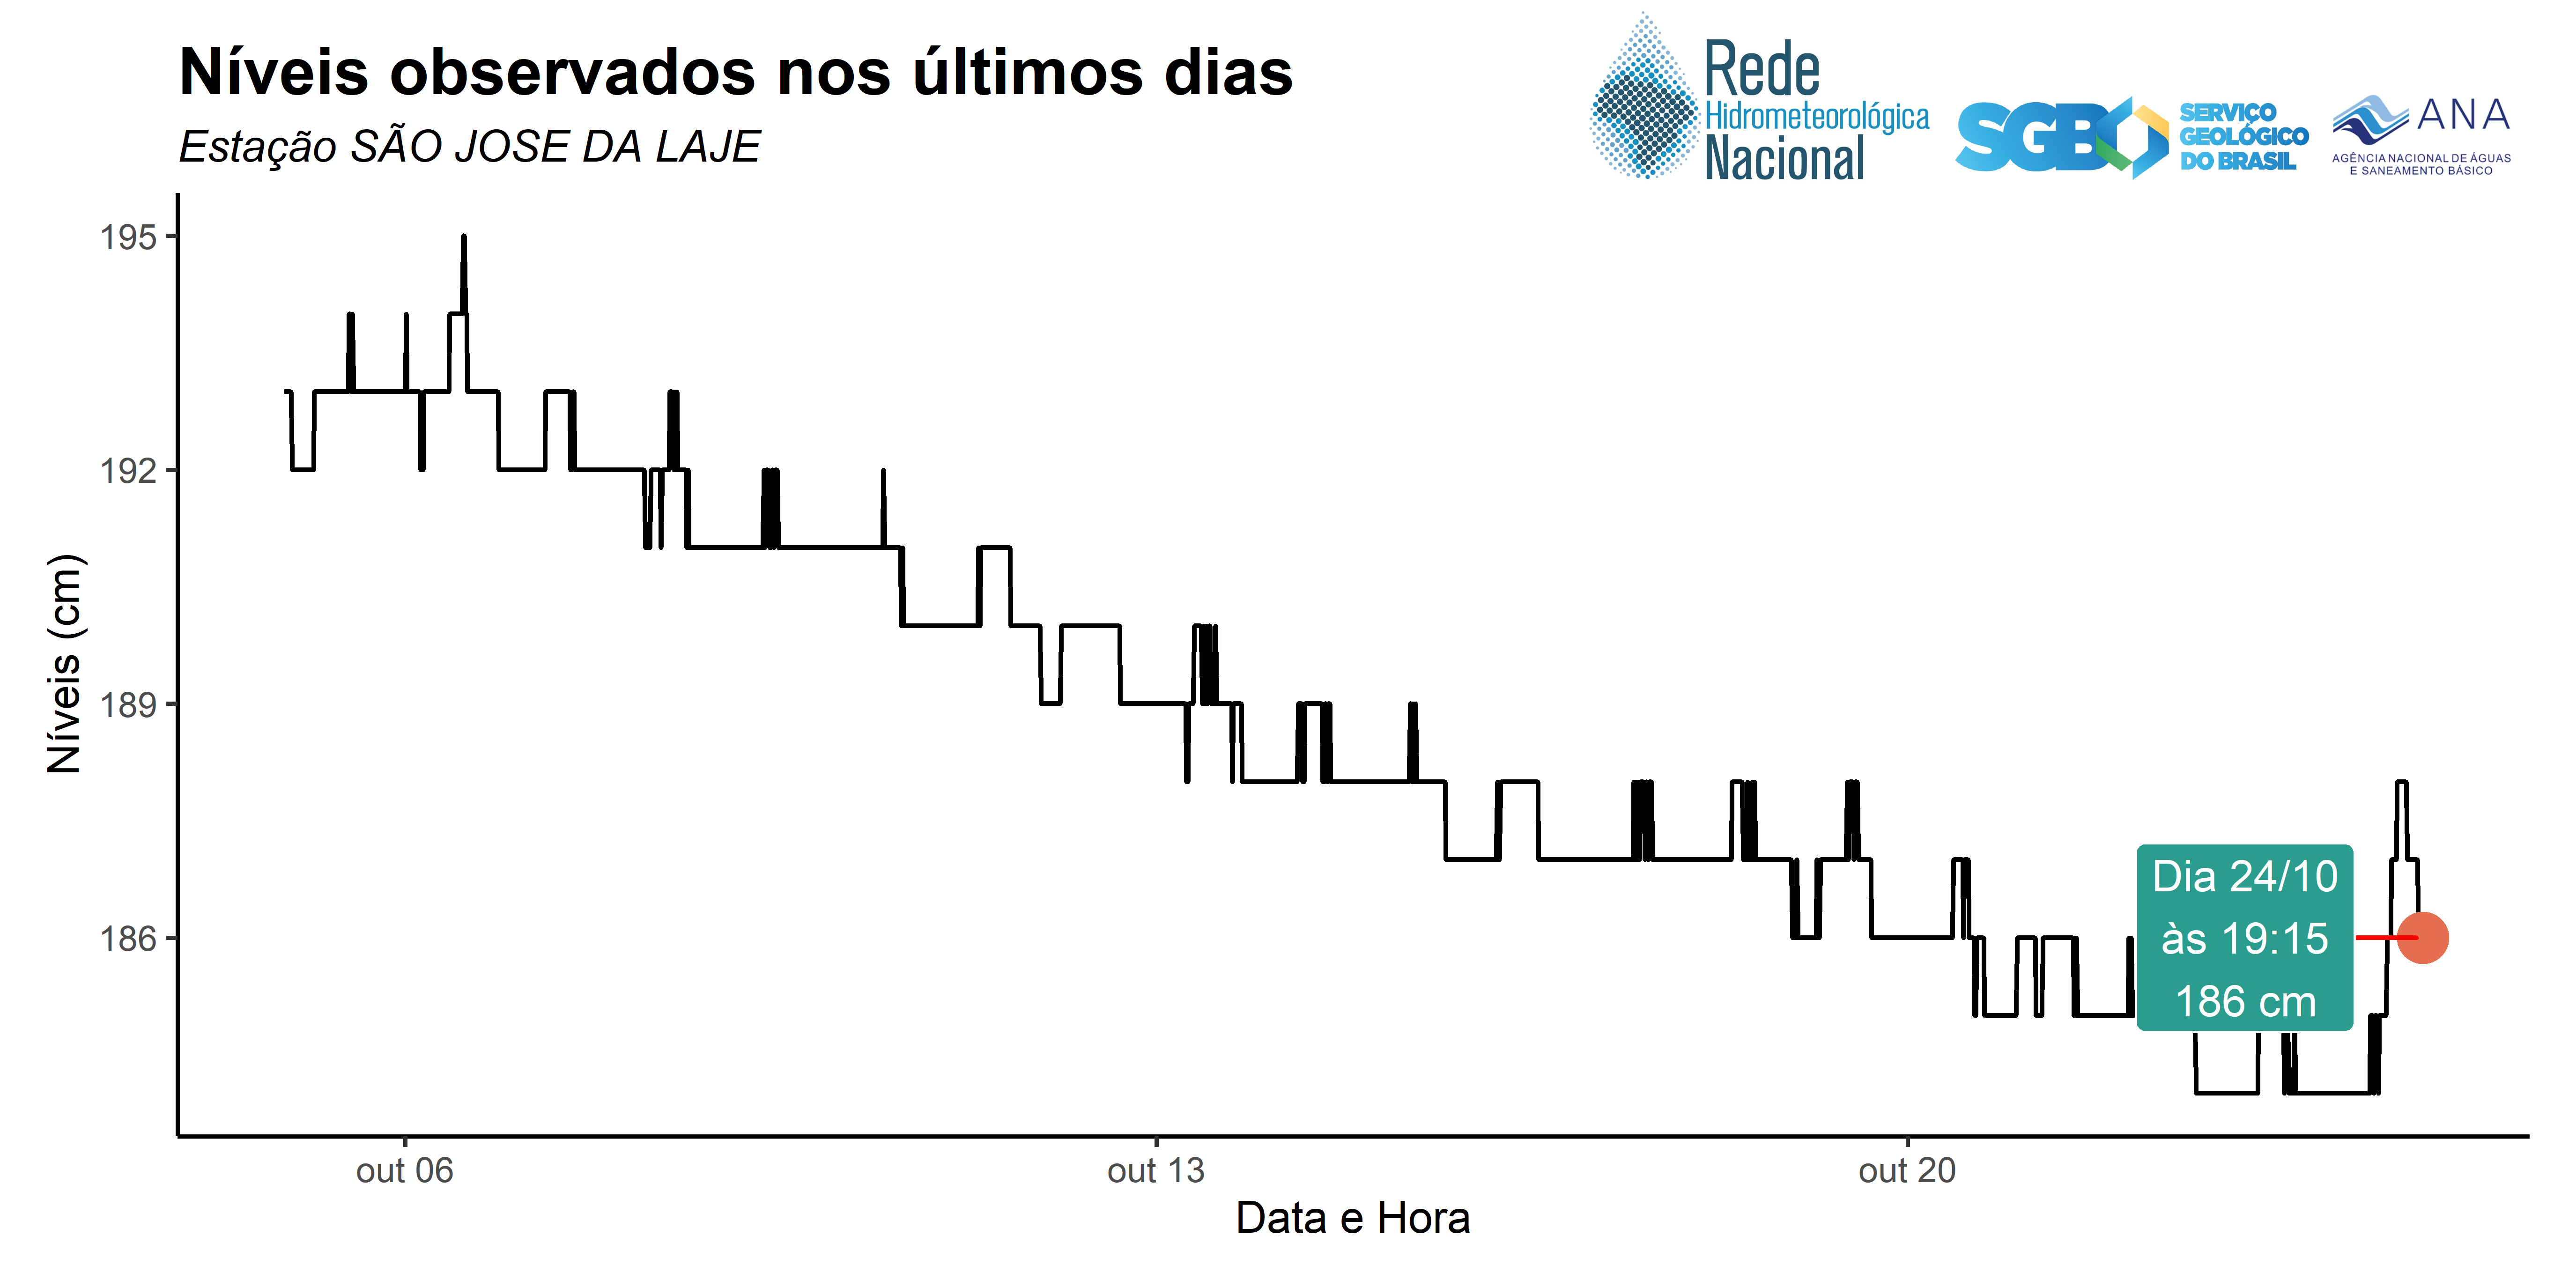 Níveis observados nos últimos dias
Estação SÃO JOSE DA LAJE
Rede
Hidrometeorológica
Nacional
SGB
SERVIÇO
GEOLÓGICO
DO BRASIL
ANA
AGÊNCIA NACIONAL DE ÁGUAS
E SANEAMENTO BÁSICO
Níveis (cm)
195
192
189
186
Dia 24/10
às 19:15
186 cm
out 06
out 13
out 20
Data e Hora